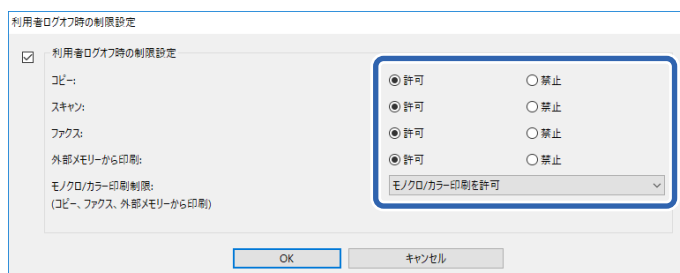 利用者ログオフ時の制限設定
利用者ログオフ時の制限設定
コピー: 許可 禁止
スキャン: 許可 禁止
ファクス: 許可 禁止
外部メモリーから印刷: 許可 禁止
モノクロ/カラー印刷制限: モノクロ/カラー印刷を許可
(コピー、ファクス、外部メモリーから印刷)
OK キャンセル